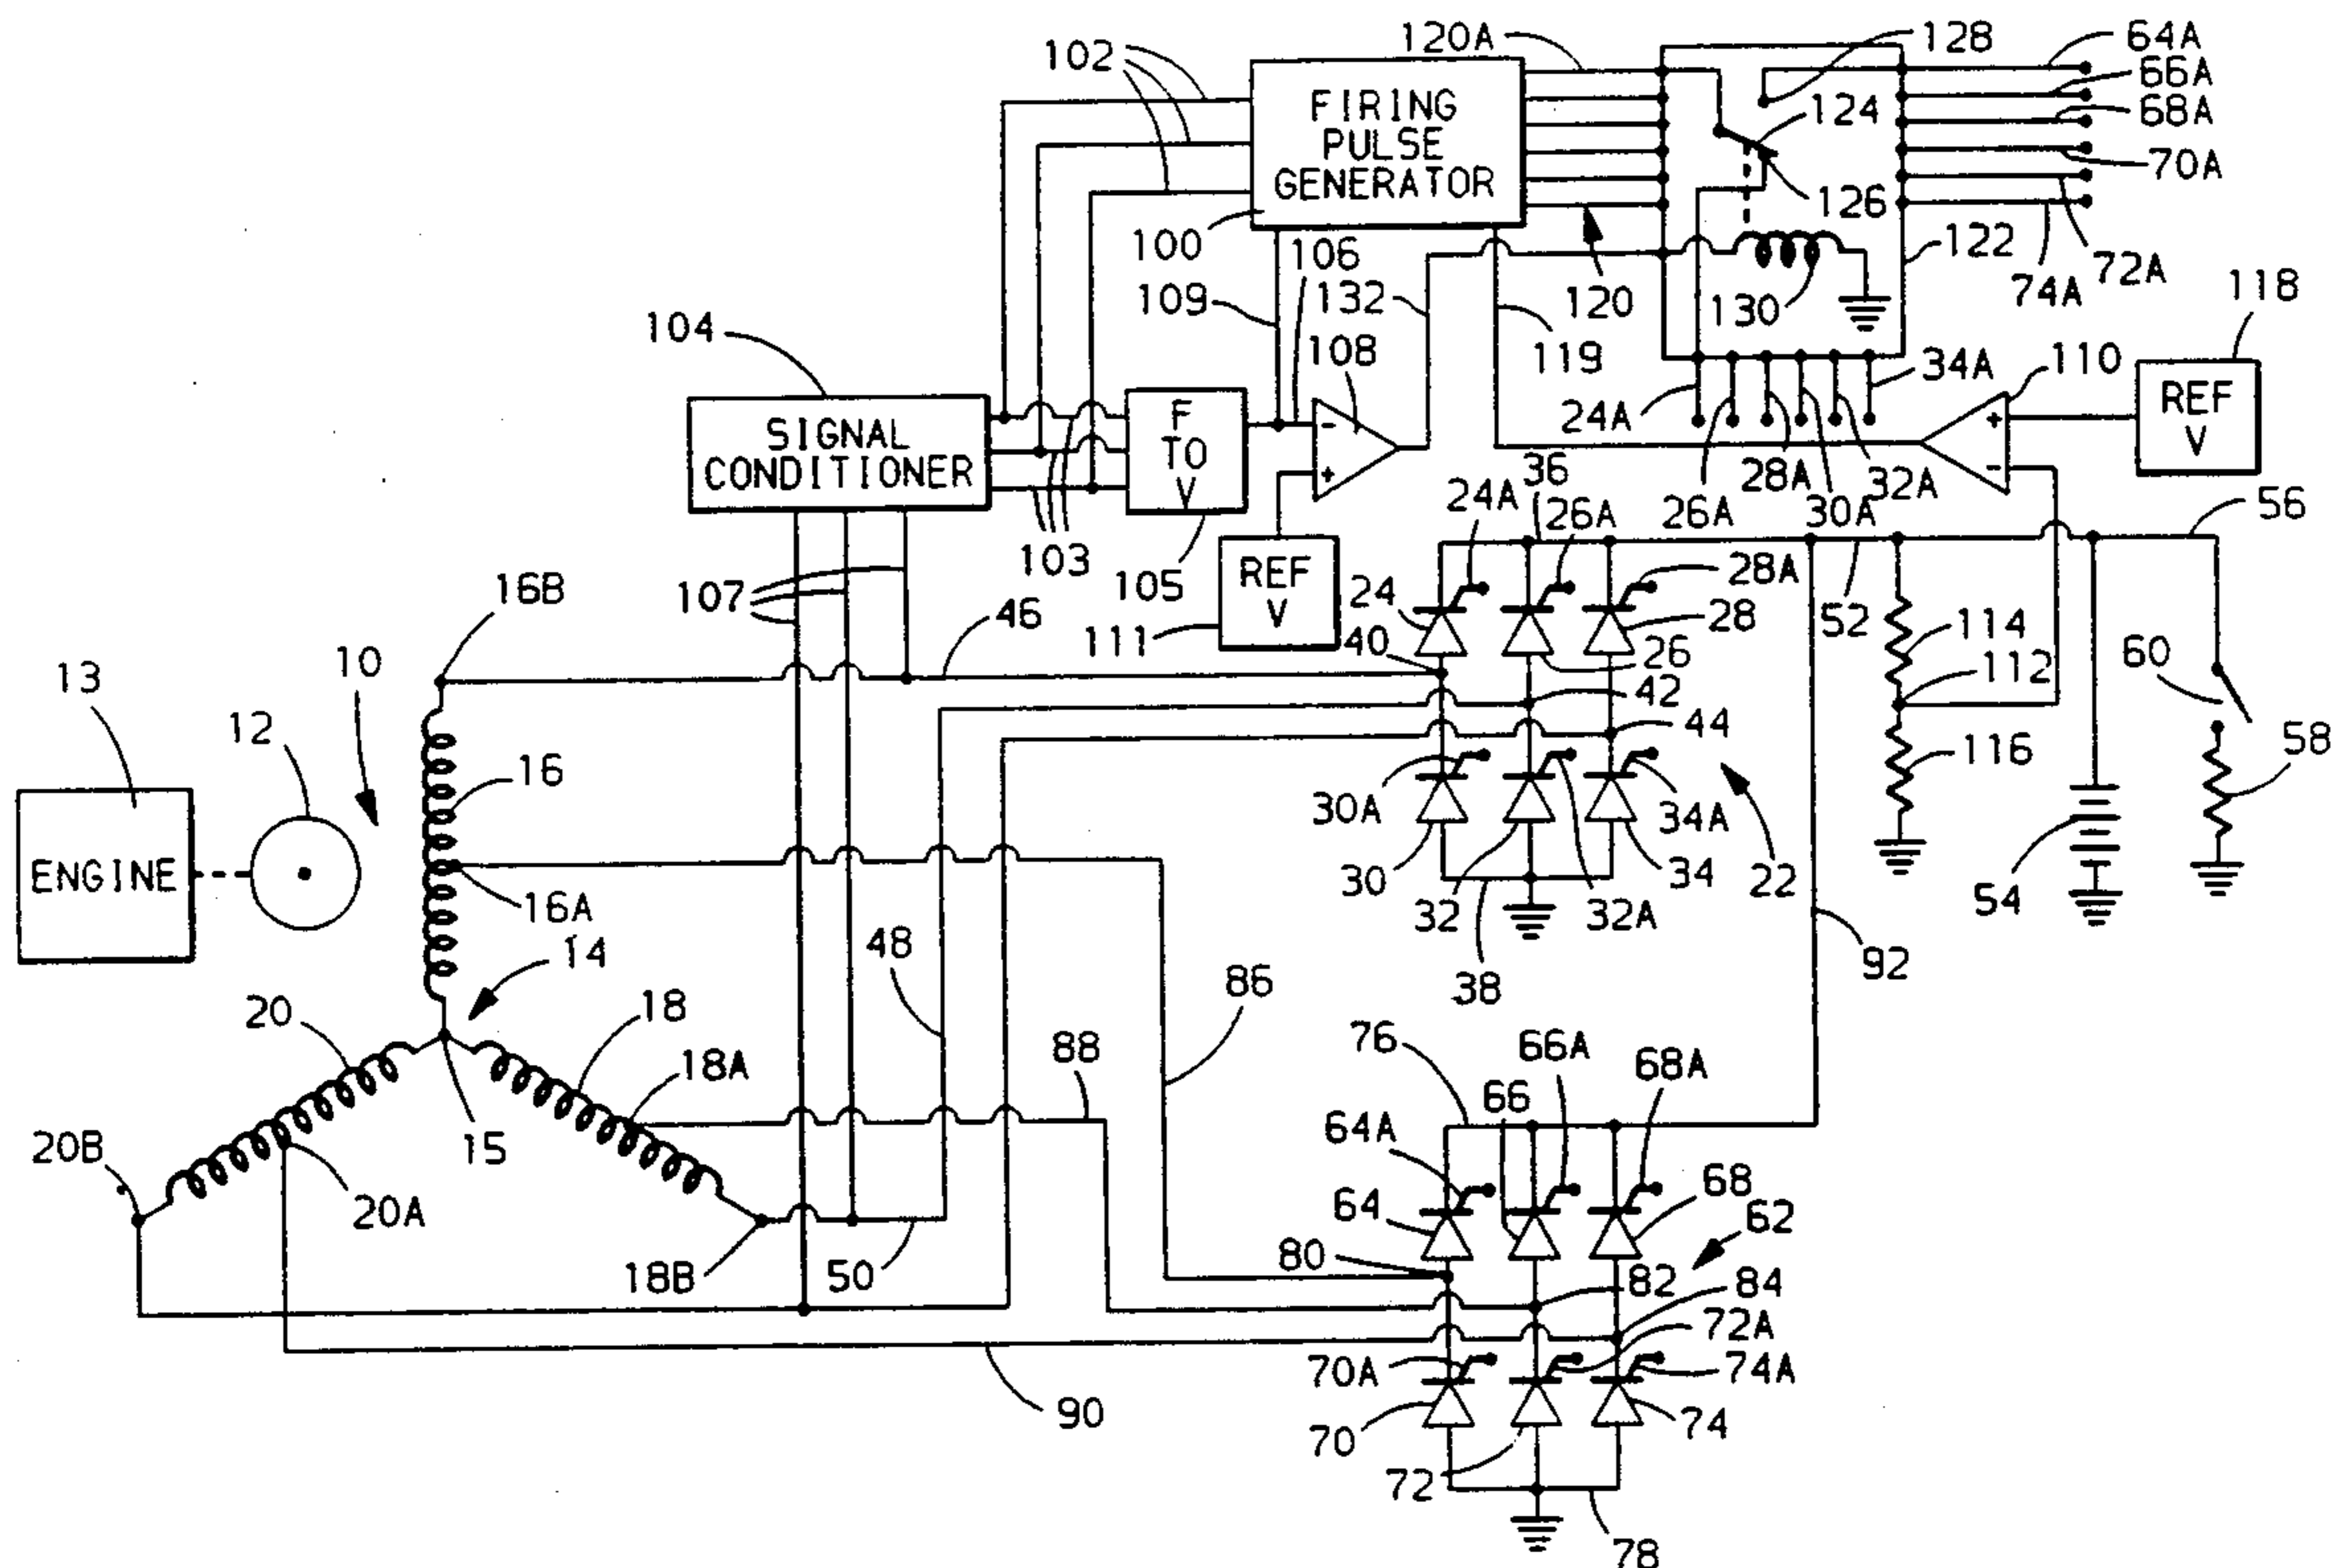 120A
128
64A
102
66A
FIRING
PULSE
GENERATOR
124
68A
70A
126
100
106
122
72A
109
132
120
130
74A
118
104
108
119
34A
110
REF
V
24A
F
TO
V
+
-
SIGNAL
CONDITIONER
-
+
36
28A
32A
24A
26A
26A
30A
56
103
105
REF
V
28A
107
24
16B
46
28
52
114
111
40
26
60
112
13
10
42
12
44
58
16
116
30A
34A
ENGINE
30
32
34
22
54
16A
32A
48
14
92
86
38
20
18
88
76
66A
68A
18A
66
64A
20B
15
68
64
62
20A
80
18B
50
82
84
72A
70A
74A
90
70
74
72
78